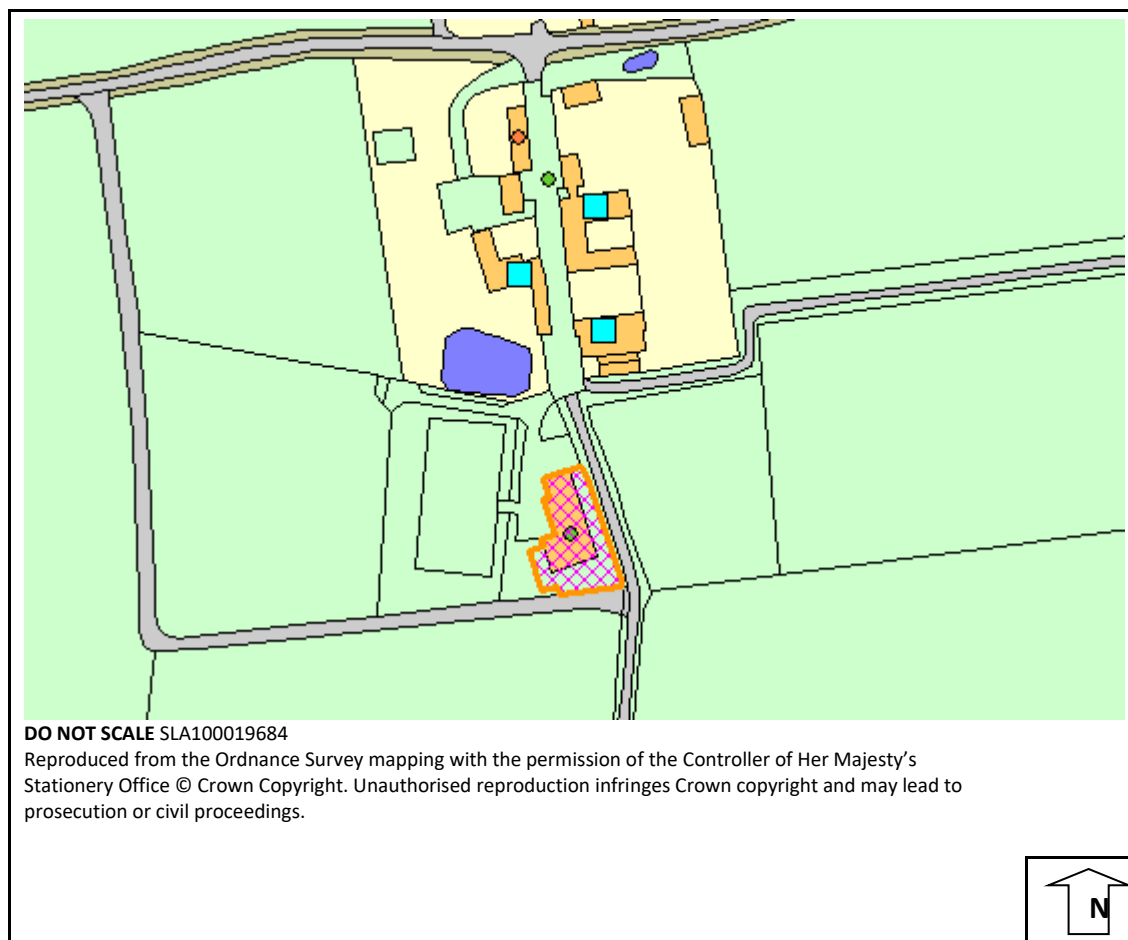 DO NOT SCALE SLA100019684
Reproduced from the Ordnance Survey mapping with the permission of the Controller of Her Majesty’s
Stationery Office © Crown Copyright. Unauthorised reproduction infringes Crown copyright and may lead to
prosecution or civil proceedings.
N